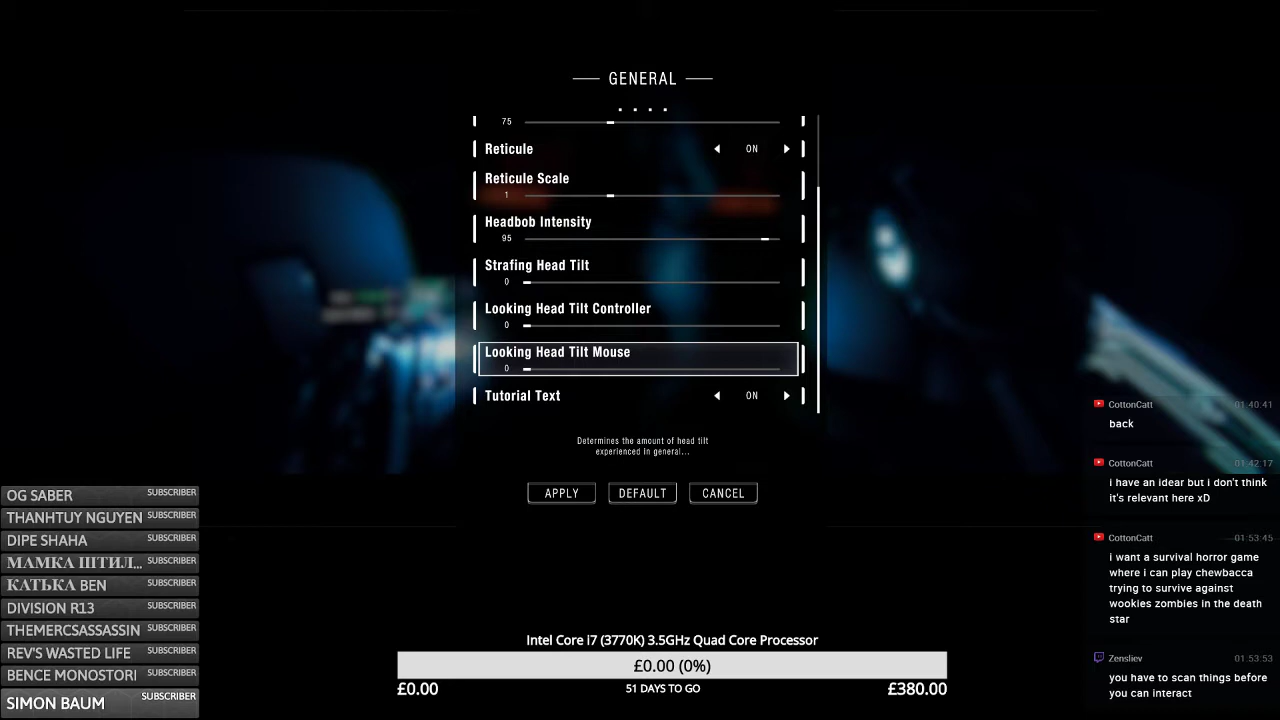 GENERAL
75
Reticule
ON
Reticule Scale
1
Headbob Intensity
95
Strafing Head Tilt
0
Looking Head Tilt Controller
0
Looking Head Tilt Mouse
0
Tutorial Text
ON
Determines the amount of head tilt
experienced in general...
APPLY
DEFAULT
CANCEL
OG SABER SUBSCRIBER
THANHTUY NGUYEN SUBSCRIBER
DIPE SHAHA SUBSCRIBER
МАМКА ШТИЛ... SUBSCRIBER
КАТЬКА BEN SUBSCRIBER
DIVISION R13 SUBSCRIBER
THEMERCSASSASSIN SUBSCRIBER
REV'S WASTED LIFE SUBSCRIBER
BENCE MONOSTORI SUBSCRIBER
SIMON BAUM SUBSCRIBER
Intel Core i7 (3770K) 3.5GHz Quad Core Processor
£0.00 (0%)
£0.00 51 DAYS TO GO £380.00
CottonCatt 01:40:41
back
CottonCatt 01:42:17
i have an idear but i don't think
it's relevant here xD
CottonCatt 01:53:45
i want a survival horror game
where i can play chewbacca
trying to survive against
wookies zombies in the death
star
Zensliev 01:53:53
you have to scan things before
you can interact